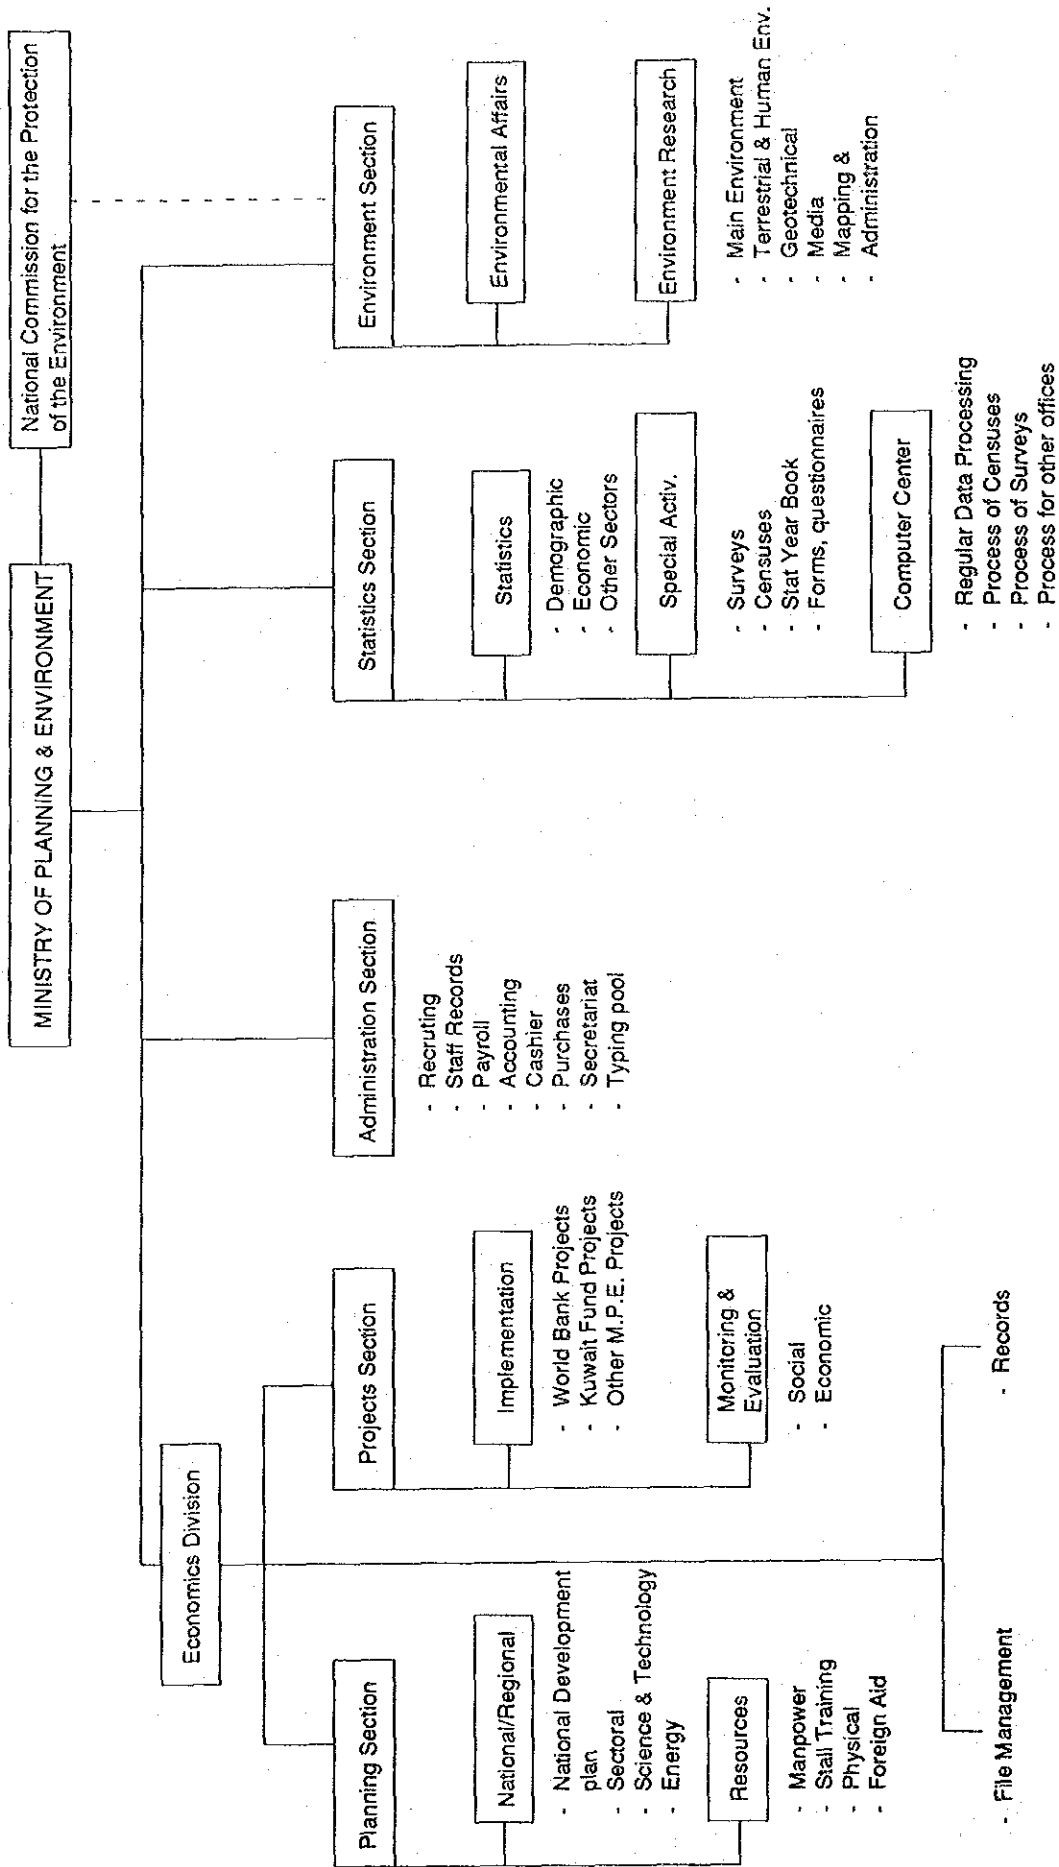 MINISTRY OF PLANNING & ENVIRONMENT
National Commission for the Protection
of the Environment
Economics Division
Planning Section
National/Regional
- National Development
plan
- Sectoral
- Science & Technology
- Energy
Resources
- Manpower
- Stall Training
- Physical
- Foreign Aid
- File Management
- Records
Projects Section
Implementation
- World Bank Projects
- Kuwait Fund Projects
- Other M.P.E. Projects
Monitoring &
Evaluation
- Social
- Economic
Administration Section
- Recruting
- Staff Records
- Payroll
- Accounting
- Cashier
- Purchases
- Secretariat
- Typing pool
Statistics Section
Statistics
- Demographic
- Economic
- Other Sectors
Special Activ.
- Surveys
- Censuses
- Stat Year Book
- Forms, questionnaires
Computer Center
- Regular Data Processing
- Process of Censuses
- Process of Surveys
- Process for other offices
Environment Section
Environmental Affairs
Environment Research
- Main Environment
- Terrestrial & Human Env.
- Geotechnical
- Media
- Mapping &
- Administration